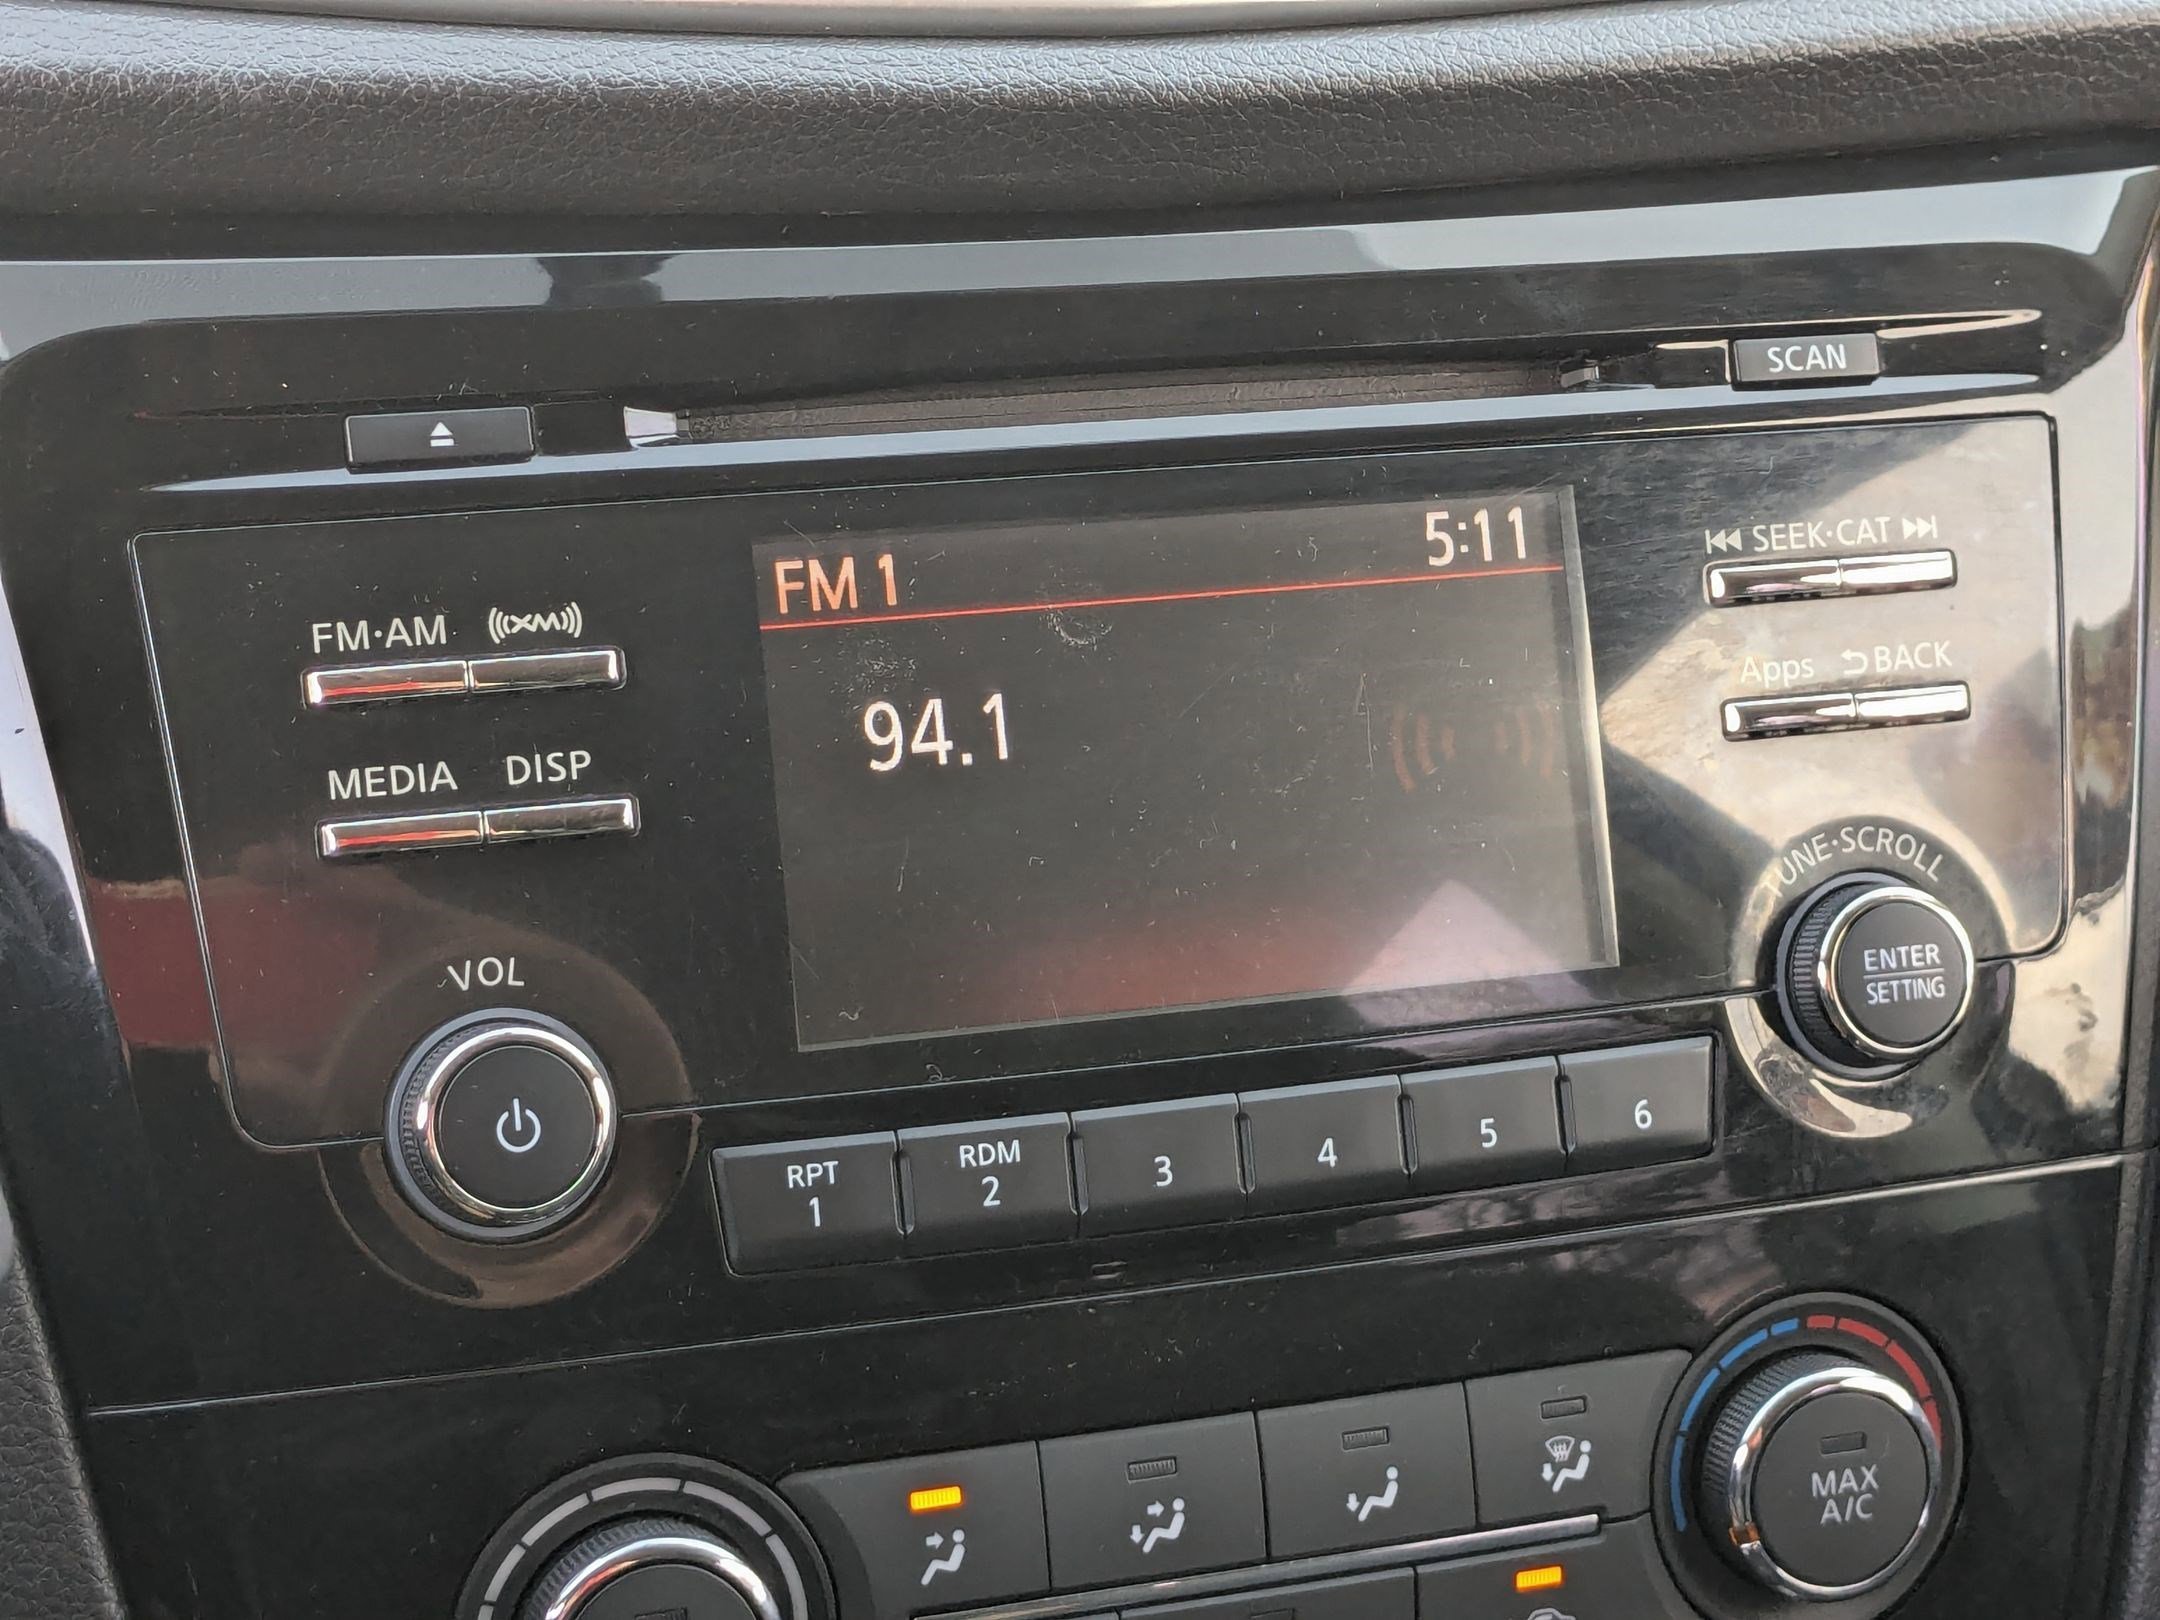 SCAN
FM 1 5:11
94.1
FM·AM XM
MEDIA DISP
VOL
SEEK·CAT
Apps BACK
TUNE·SCROLL
ENTER
SETTING
RPT
1
RDM
2
3
4
5
6
MAX
A/C